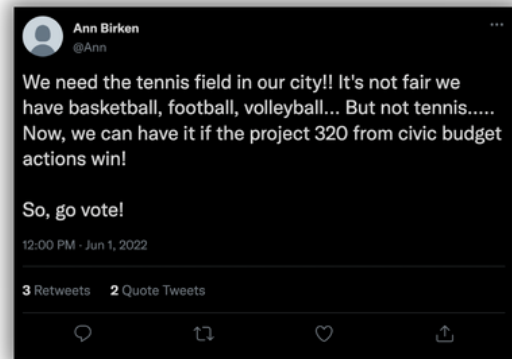 Ann Birken
@Ann
We need the tennis field in our city!! It's not fair we
have basketball, football, volleyball... But not tennis.....
Now, we can have it if the project 320 from civic budget
actions win!
So, go vote!
12:00 PM · Jun 1, 2022
3 Retweets 2 Quote Tweets